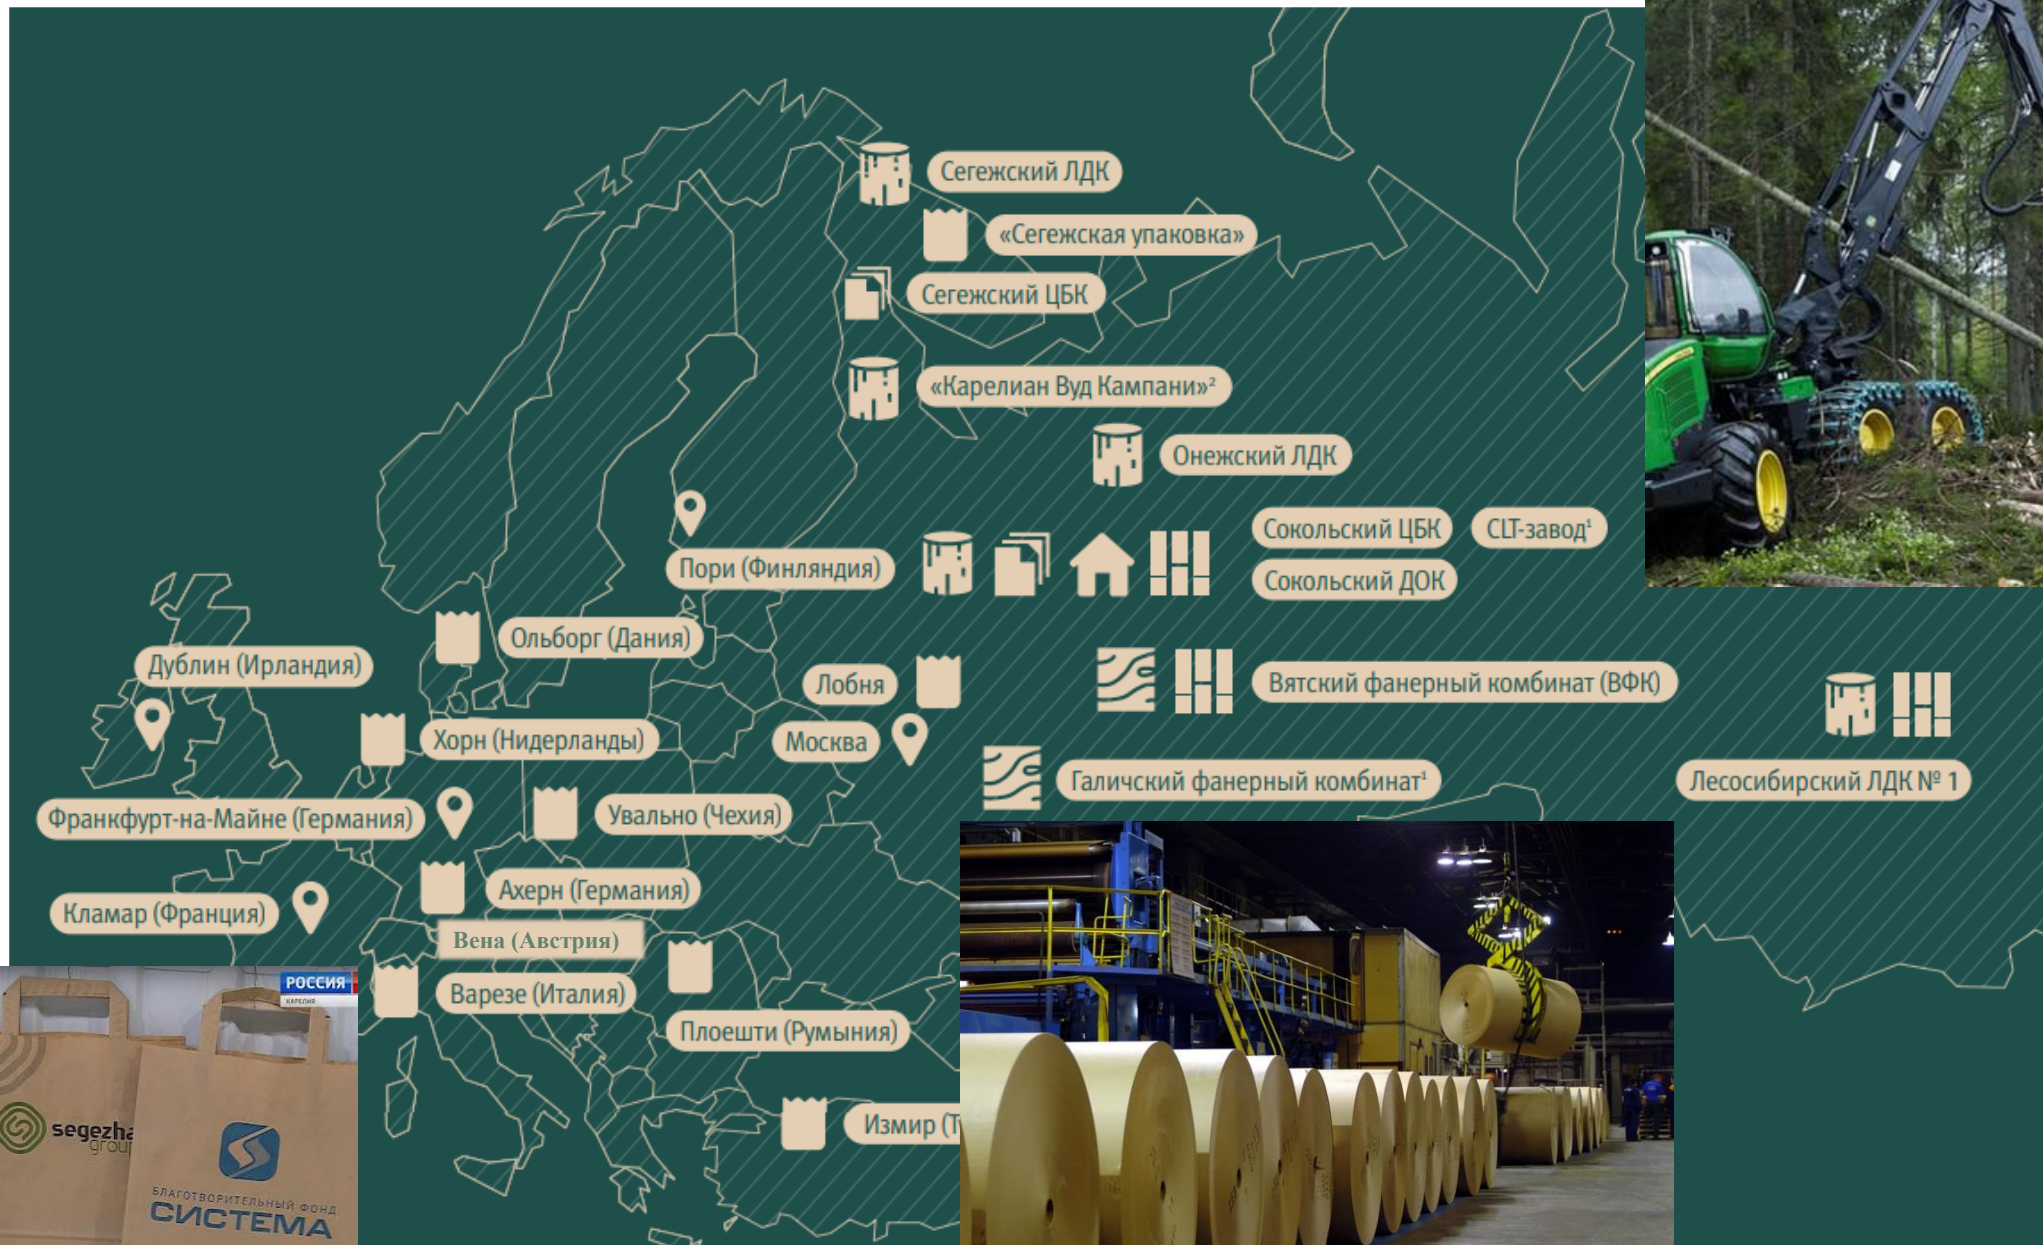 Сегежский ЛДК
«Сегежская упаковка»
Сегежский ЦБК
«Карелиан Вуд Кампани»²
Онежский ЛДК
Сокольский ЦБК
CLT-завод¹
Пори (Финляндия)
Сокольский ДОК
Ольборг (Дания)
Дублин (Ирландия)
Лобня
Вятский фанерный комбинат (ВФК)
Хорн (Нидерланды)
Москва
Галичский фанерный комбинат¹
Лесосибирский ЛДК № 1
Франкфурт-на-Майне (Германия)
Увально (Чехия)
Ахерн (Германия)
Кламар (Франция)
Вена (Австрия)
Варезе (Италия)
Плоешти (Румыния)
Измир (Т
РОССИЯ
КАРЕЛИЯ
segezha
group
БЛАГОТВОРИТЕЛЬНЫЙ ФОНД
СИСТЕМА